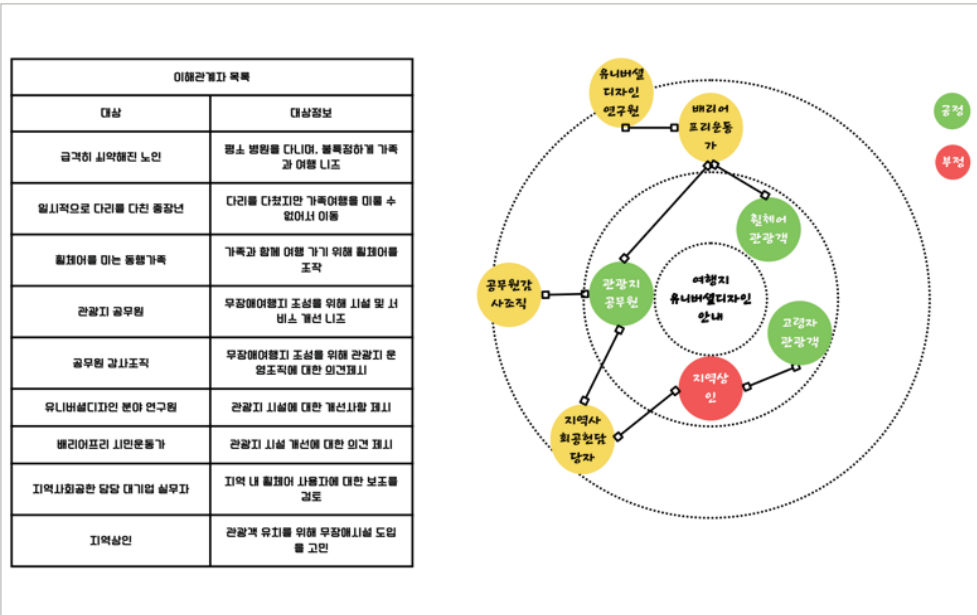 이해관계자 목록
대상
대상정보
급격히 쇠약해진 노인
평소 병원을 다니며, 불특정하게 가족
과 여행 니즈
일시적으로 다리를 다친 중장년
다리를 다쳤지만 가족여행을 미룰 수
없어서 이동
휠체어를 미는 동행가족
가족과 함께 여행 가기 위해 휠체어를
조작
관광지 공무원
무장애여행지 조성을 위해 시설 및 서
비스 개선 니즈
공무원 감사조직
무장애여행지 조성을 위해 관광지 운
영조직에 대한 의견제시
유니버설디자인 분야 연구원
관광지 시설에 대한 개선사항 제시
배리어프리 시민운동가
관광지 시설 개선에 대한 의견 제시
지역사회공헌 담당 대기업 실무자
지역 내 휠체어 사용자에 대한 보조를
검토
지역상인
관광객 유치를 위해 무장애시설 도입
을 고민
유니버셜
디자인
연구원
배리어
프리운동
가
휠체어
관광객
공무원감
사조직
관광지
공무원
여행지
유니버셜디자인
안내
고령자
관광객
지역상
인
지역사
회공헌담
당자
긍정
부정